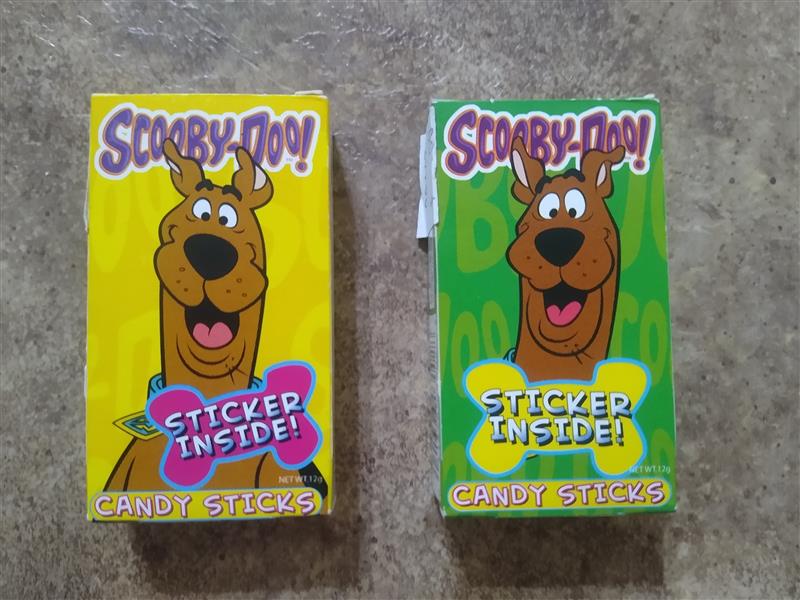 SCOOBY-DOO!
STICKER
INSIDE!
NET WT.12g
CANDY STICKS
SCOOBY-DOO!
STICKER
INSIDE!
NET WT.12g
CANDY STICKS